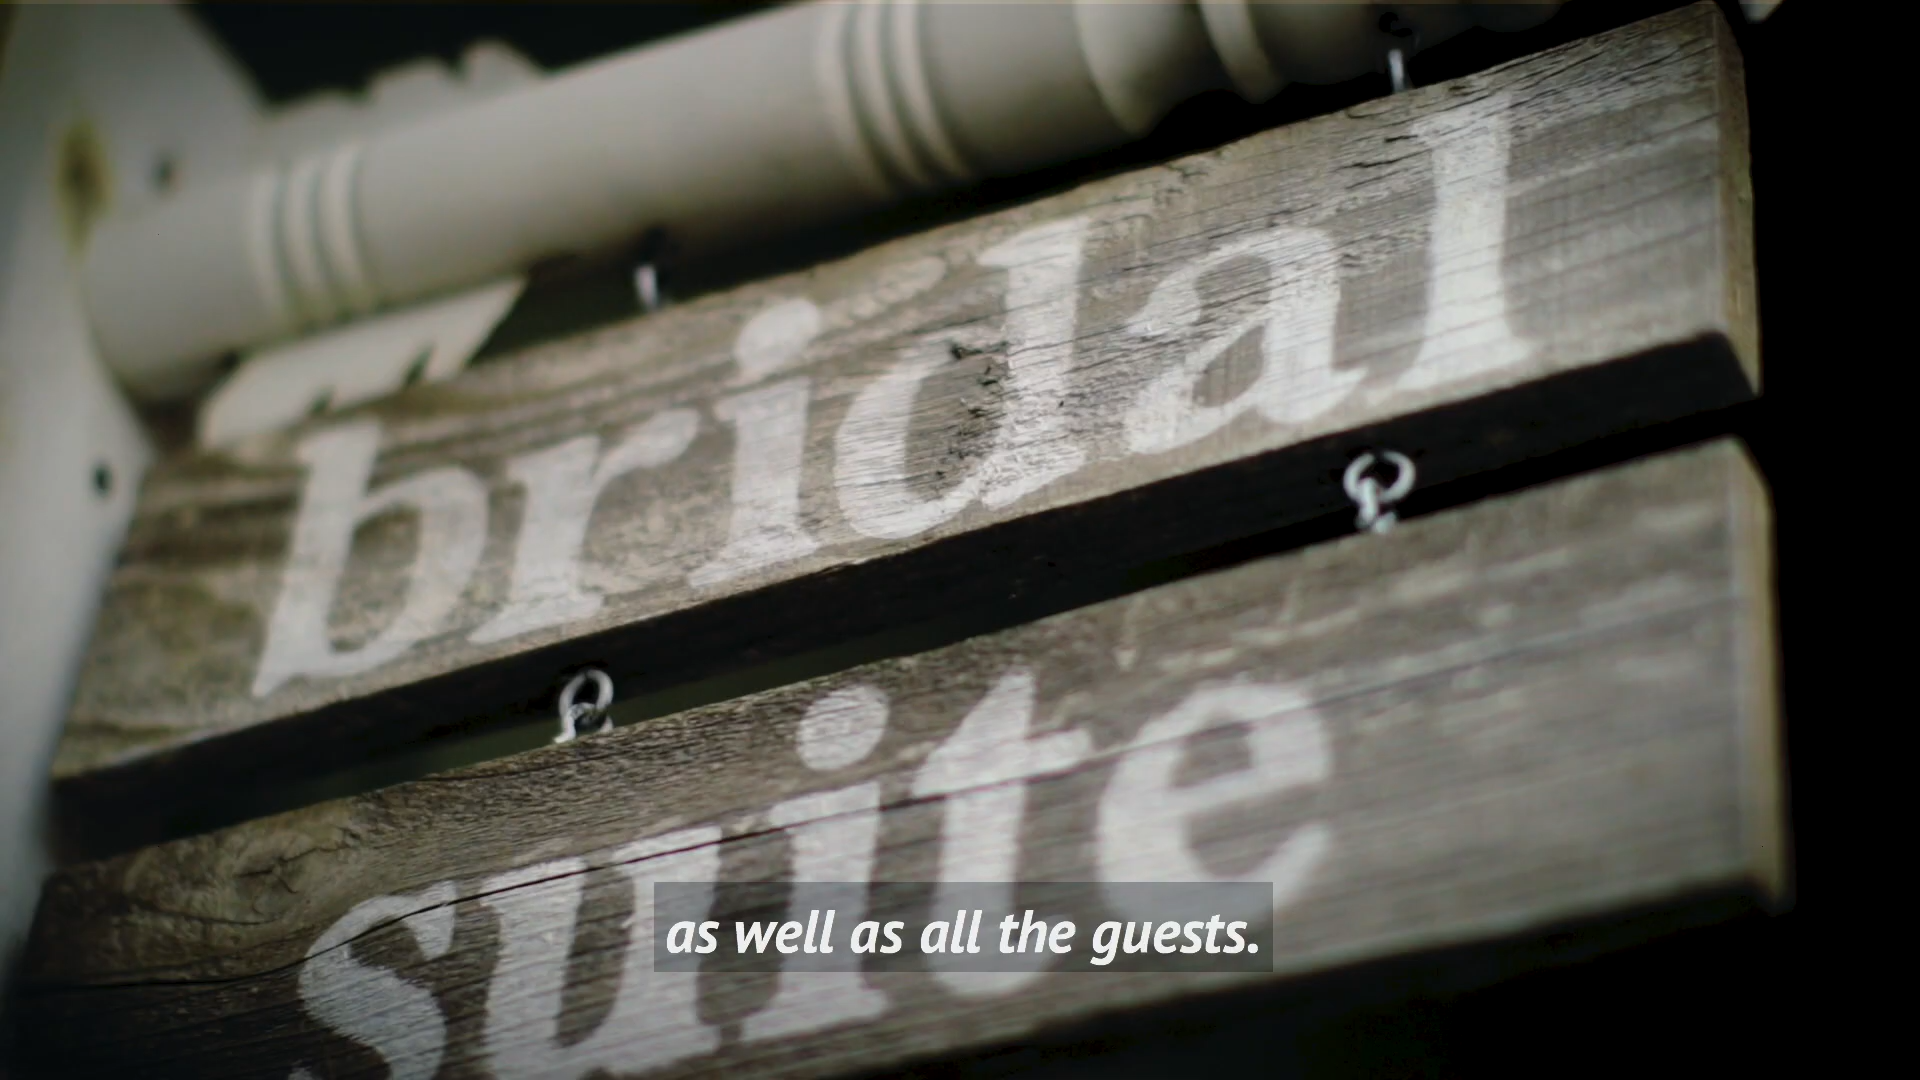 bridal
suite
as well as all the guests.